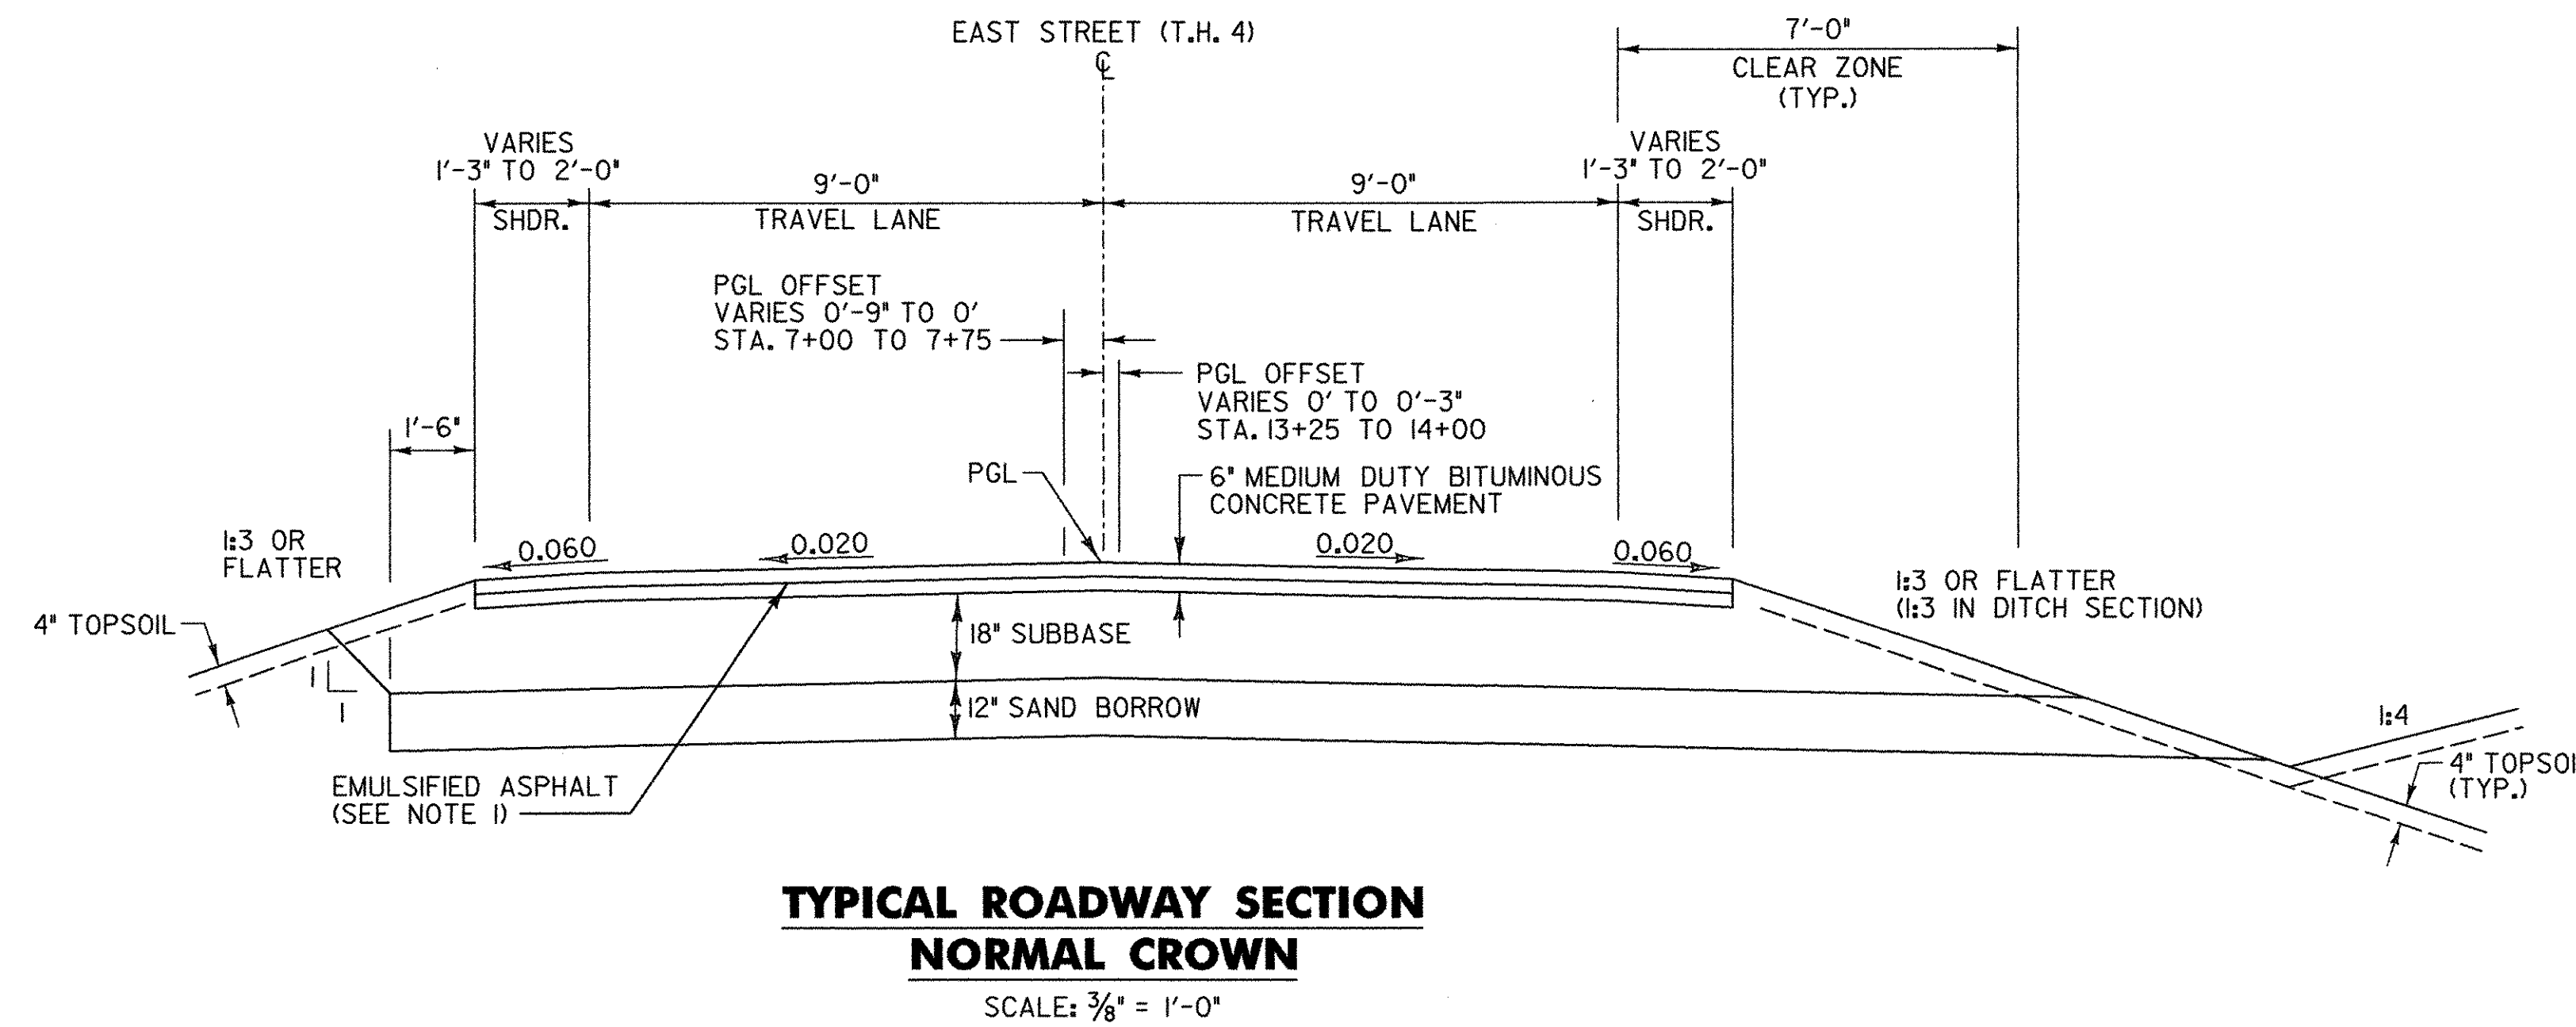 EAST STREET (T.H. 4)
℄
7'-0"
CLEAR ZONE
(TYP.)
VARIES
1'-3" TO 2'-0"
SHDR.
9'-0"
TRAVEL LANE
9'-0"
TRAVEL LANE
VARIES
1'-3" TO 2'-0"
SHDR.
PGL OFFSET
VARIES 0'-9" TO 0'
STA. 7+00 TO 7+75
PGL OFFSET
VARIES 0' TO 0'-3"
STA. 13+25 TO 14+00
1'-6"
PGL
6" MEDIUM DUTY BITUMINOUS
CONCRETE PAVEMENT
1:3 OR
FLATTER
0.060
0.020
0.020
0.060
1:3 OR FLATTER
(1:3 IN DITCH SECTION)
4" TOPSOIL
18" SUBBASE
1
1
12" SAND BORROW
1:4
EMULSIFIED ASPHALT
(SEE NOTE 1)
4" TOPSOI
(TYP.)
TYPICAL ROADWAY SECTION
NORMAL CROWN
SCALE: 3/8" = 1'-0"